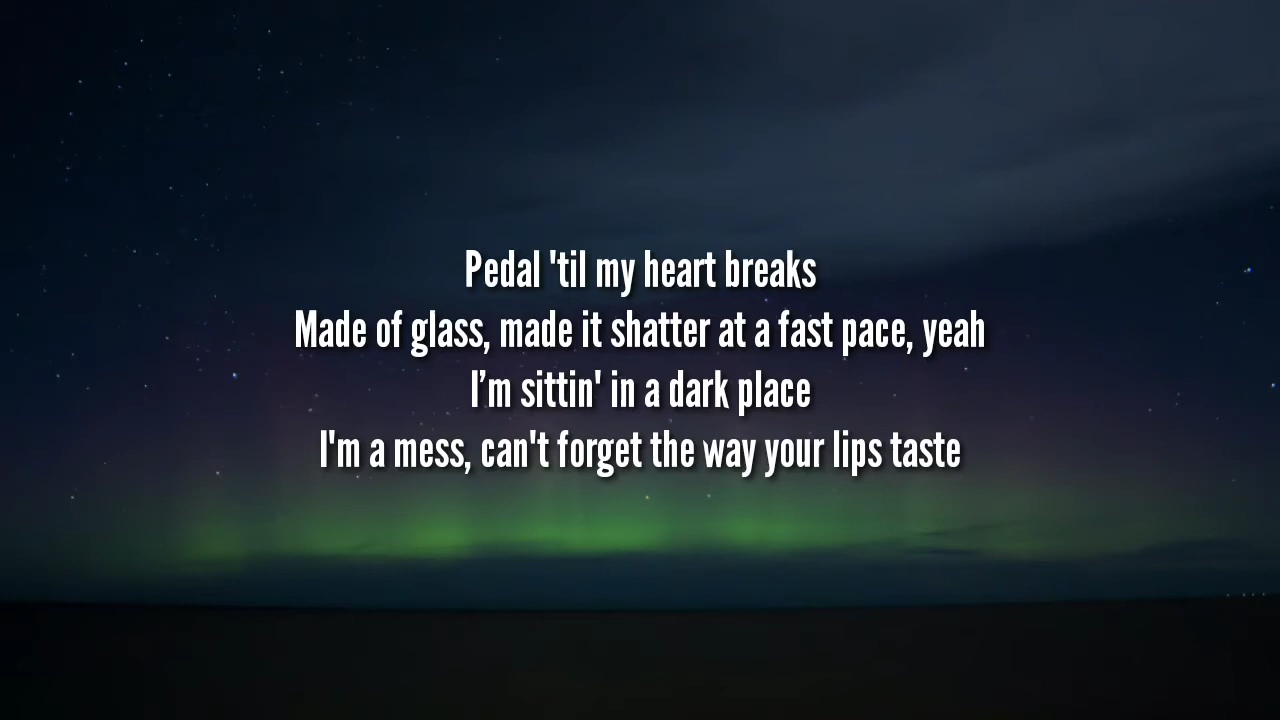 Pedal 'til my heart breaks
Made of glass, made it shatter at a fast pace, yeah
I’m sittin' in a dark place
I'm a mess, can't forget the way your lips taste